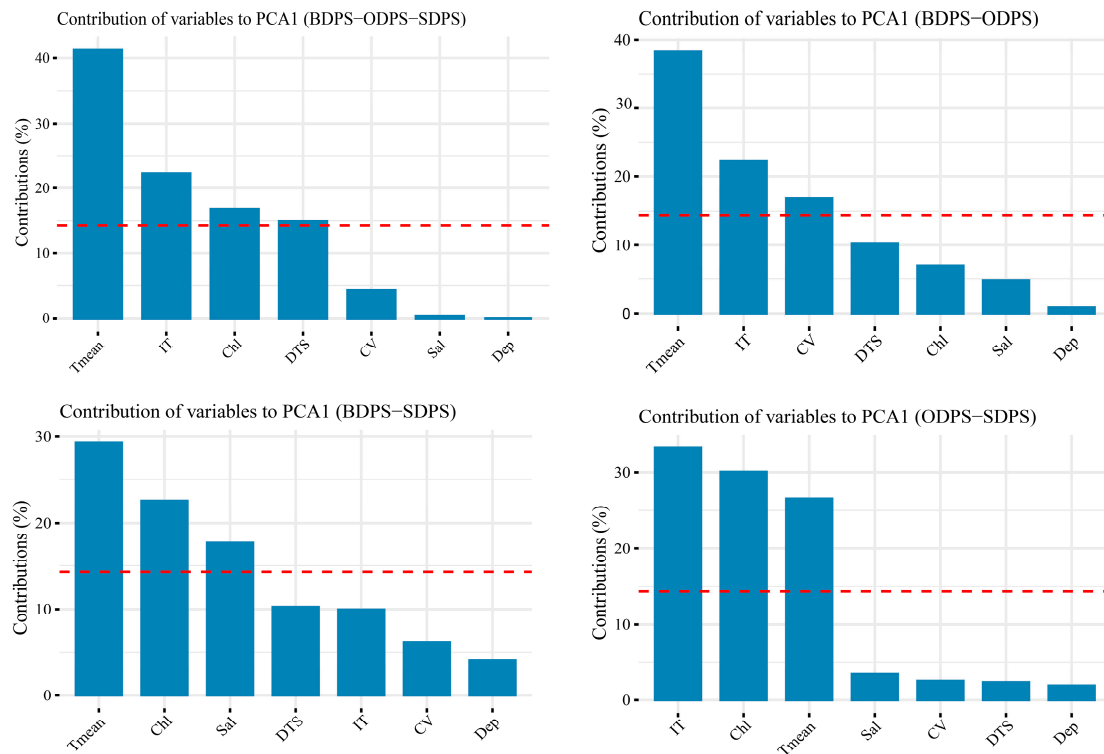 Contribution of variables to PCA1 (BDPS−ODPS−SDPS)
Contributions (%)
40
30
20
10
0
Tmean
IT
Chl
DTS
CV
Sal
Dep
Contribution of variables to PCA1 (BDPS−ODPS)
Contributions (%)
40
30
20
10
0
Tmean
IT
CV
DTS
Chl
Sal
Dep
Contribution of variables to PCA1 (BDPS−SDPS)
Contributions (%)
30
20
10
0
Tmean
Chl
Sal
DTS
IT
CV
Dep
Contribution of variables to PCA1 (ODPS−SDPS)
Contributions (%)
30
20
10
0
IT
Chl
Tmean
Sal
CV
DTS
Dep